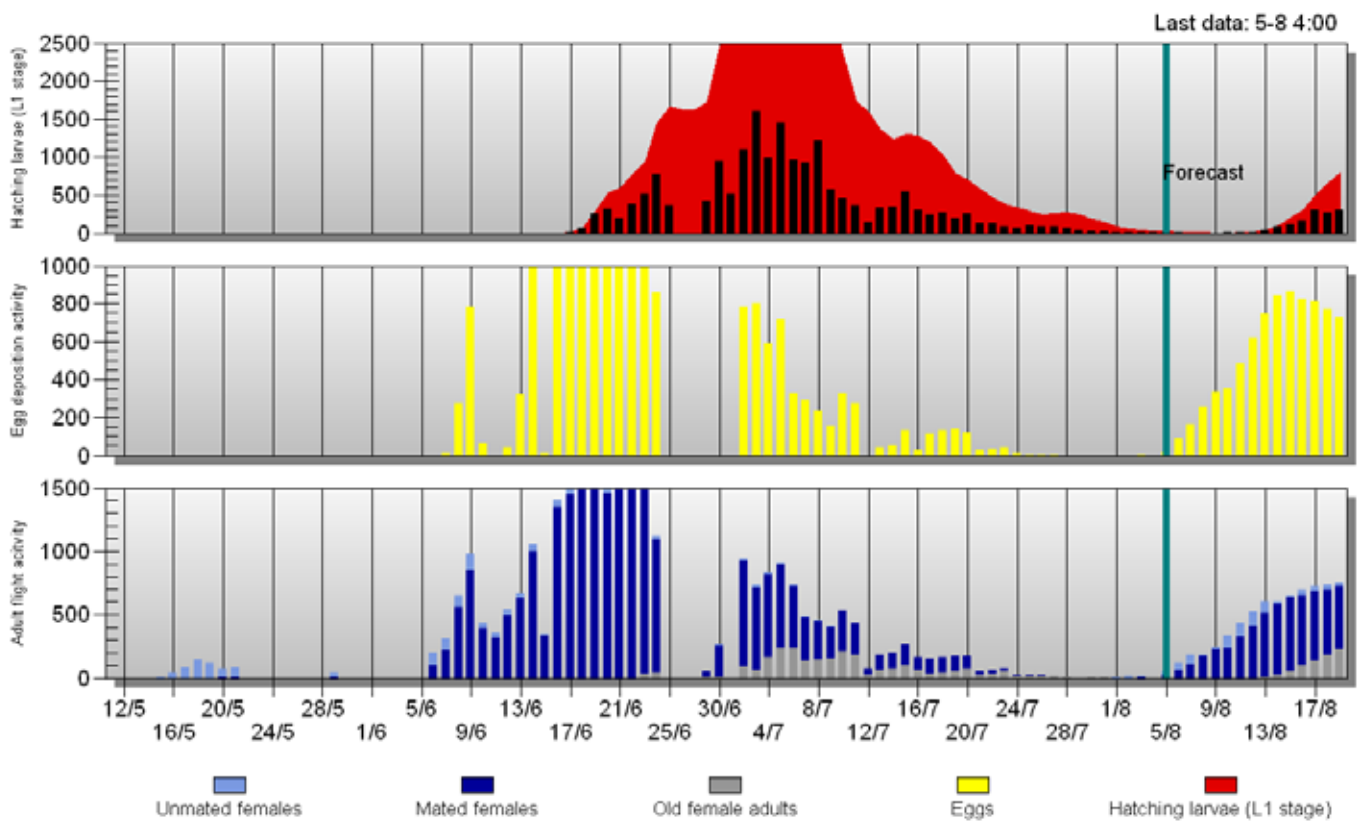 Last data: 5-8 4:00
Hatching larvae (L1 stage)
2500
2000
1500
1000
500
0
Forecast
Egg deposition activity
1000
800
600
400
200
0
Adult flight acitvity
1500
1000
500
0
12/5 20/5 28/5 5/6 13/6 21/6 30/6 8/7 16/7 24/7 1/8 9/8 17/8
16/5 24/5 1/6 9/6 17/6 25/6 4/7 12/7 20/7 28/7 5/8 13/8
Unmated females Mated females Old female adults Eggs Hatching larvae (L1 stage)